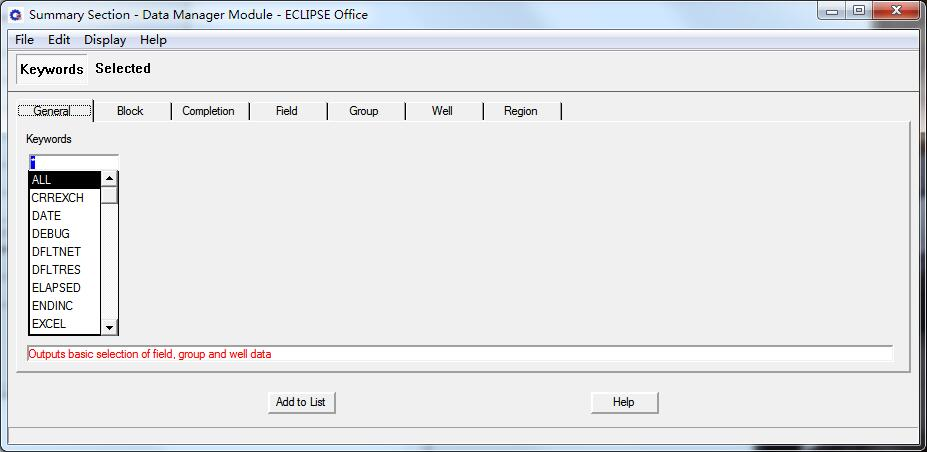 Summary Section - Data Manager Module - ECLIPSE Office
File Edit Display Help
Keywords Selected
General Block Completion Field Group Well Region
Keywords
*
ALL
CRREXCH
DATE
DEBUG
DFLTNET
DFLTRES
ELAPSED
ENDINC
EXCEL
Outputs basic selection of field, group and well data
Add to List Help